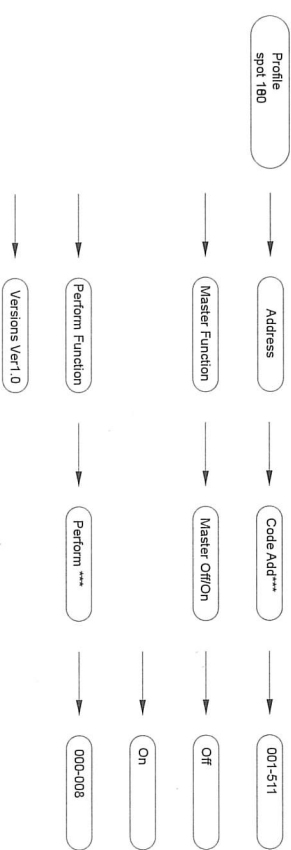 Profile
spot 180
Address
Code Add***
001-511
Master Function
Master Off/On
Off
On
Perform Function
Perform ***
000-008
Versions Ver1.0